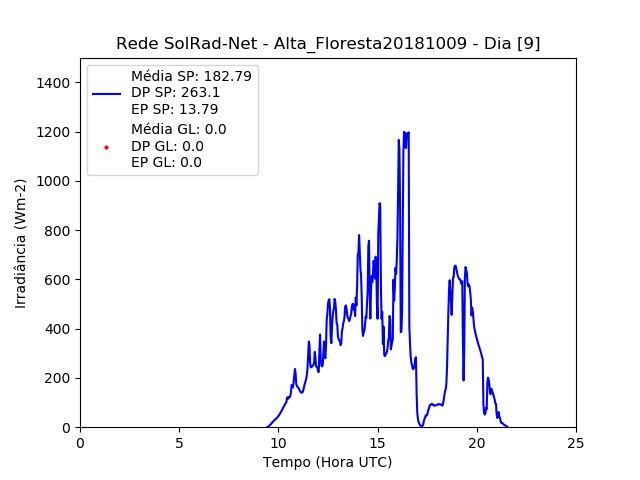 Rede SolRad-Net - Alta_Floresta20181009 - Dia [9]
Média SP: 182.79
DP SP: 263.1
EP SP: 13.79
Média GL: 0.0
DP GL: 0.0
EP GL: 0.0
Irradiância (Wm-2)
1400
1200
1000
800
600
400
200
0
0 5 10 15 20 25
Tempo (Hora UTC)